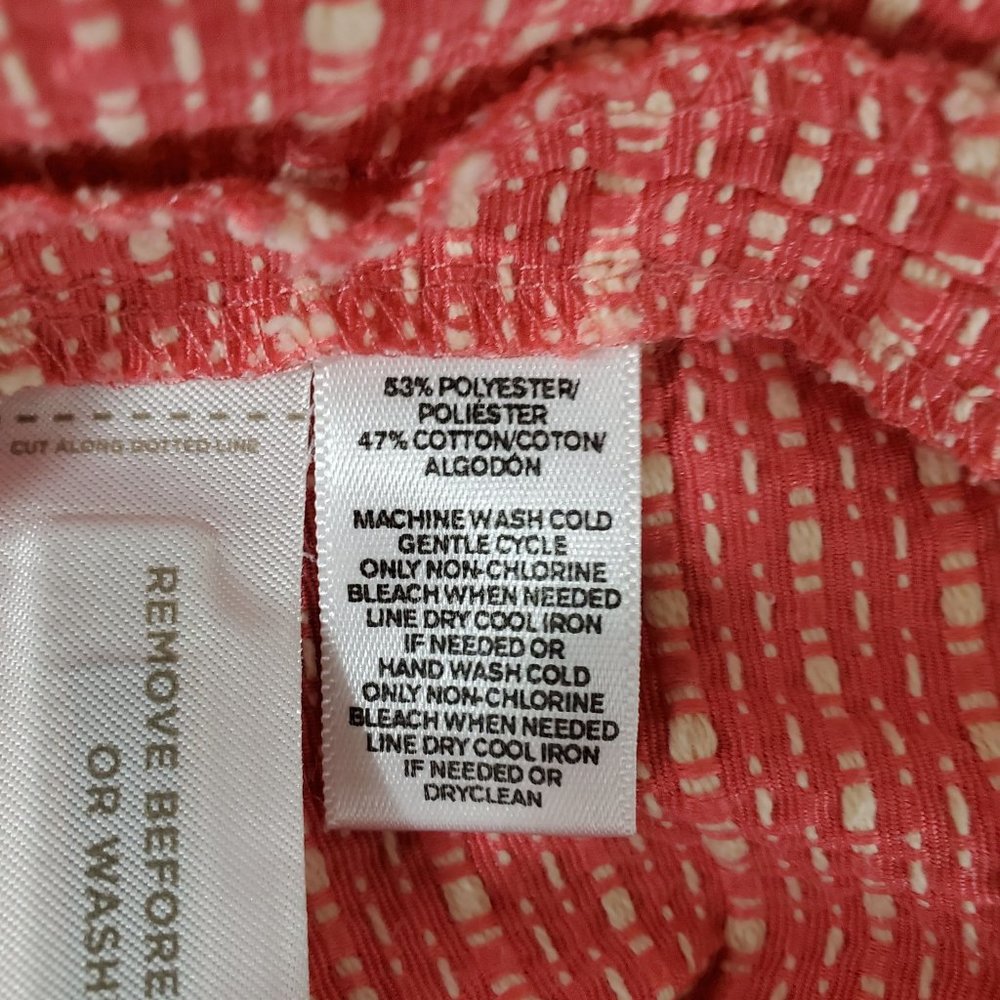 CUT ALONG DOTTED LINE
REMOVE BEFORE
OR WASH
53% POLYESTER/
POLIÉSTER
47% COTTON/COTON/
ALGODÓN
MACHINE WASH COLD
GENTLE CYCLE
ONLY NON-CHLORINE
BLEACH WHEN NEEDED
LINE DRY COOL IRON
IF NEEDED OR
HAND WASH COLD
ONLY NON-CHLORINE
BLEACH WHEN NEEDED
LINE DRY COOL IRON
IF NEEDED OR
DRYCLEAN